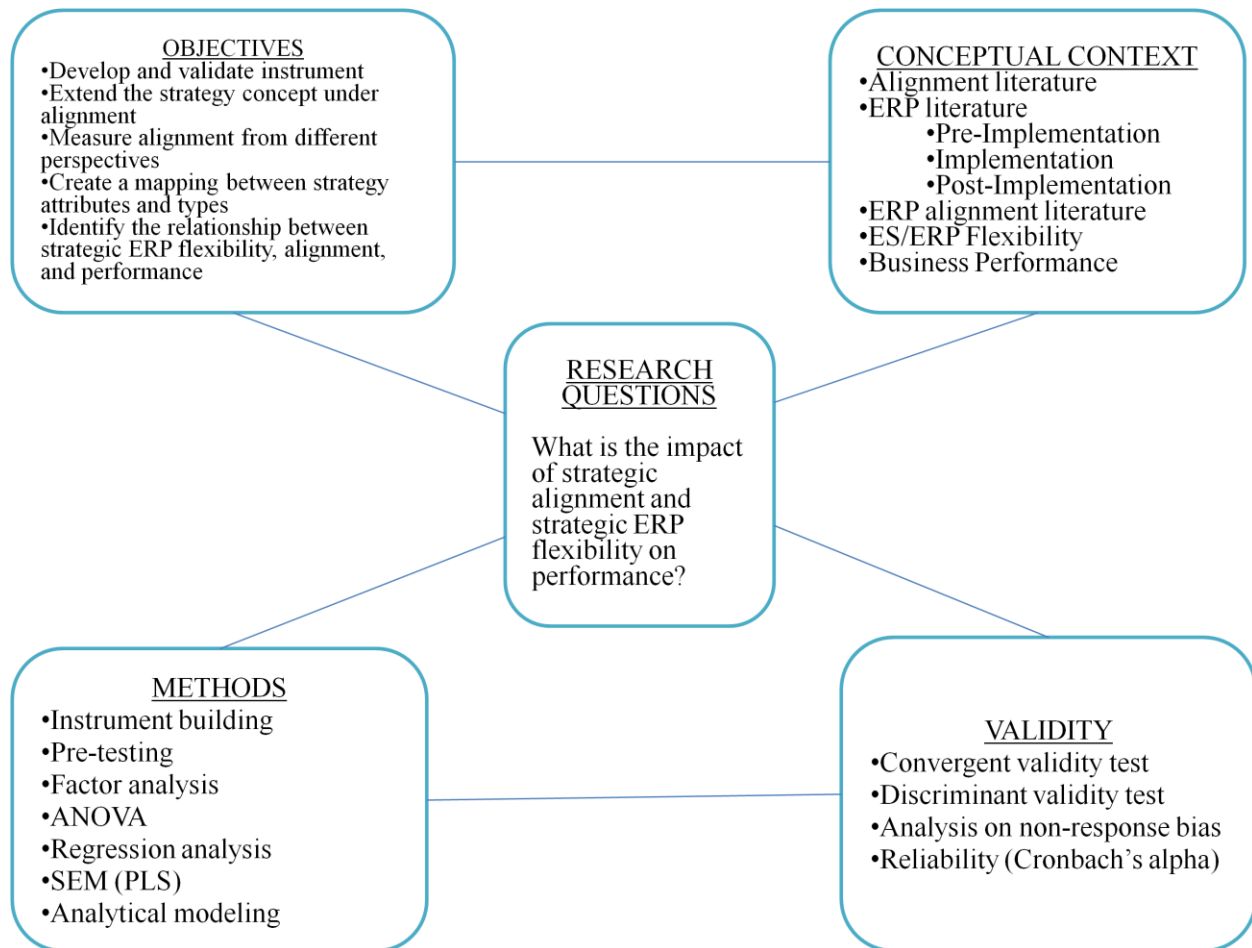 OBJECTIVES
•Develop and validate instrument
•Extend the strategy concept under
alignment
•Measure alignment from different
perspectives
•Create a mapping between strategy
attributes and types
•Identify the relationship between
strategic ERP flexibility, alignment,
and performance
CONCEPTUAL CONTEXT
•Alignment literature
•ERP literature
•Pre-Implementation
•Implementation
•Post-Implementation
•ERP alignment literature
•ES/ERP Flexibility
•Business Performance
RESEARCH
QUESTIONS
What is the impact
of strategic
alignment and
strategic ERP
flexibility on
performance?
METHODS
•Instrument building
•Pre-testing
•Factor analysis
•ANOVA
•Regression analysis
•SEM (PLS)
•Analytical modeling
VALIDITY
•Convergent validity test
•Discriminant validity test
•Analysis on non-response bias
•Reliability (Cronbach’s alpha)